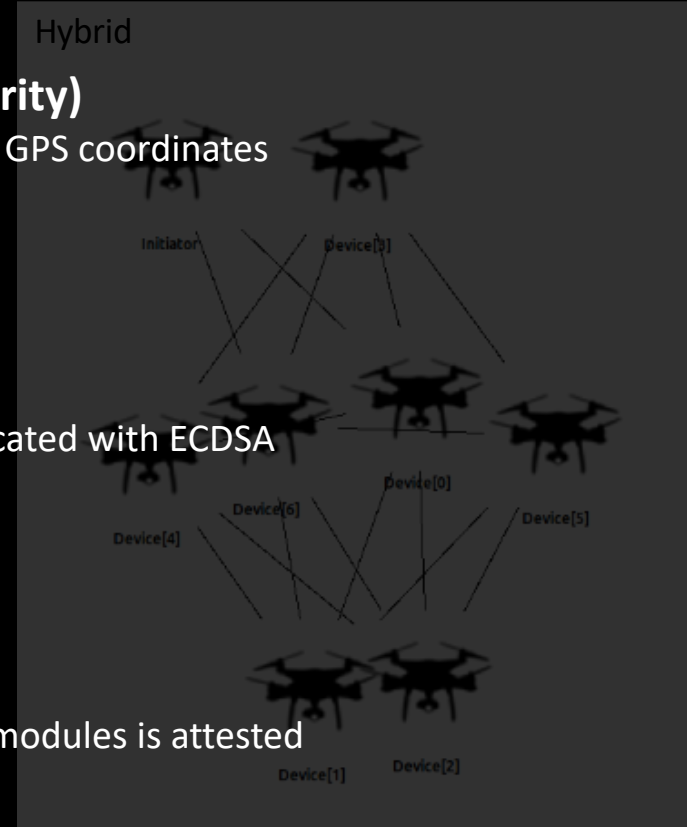 Hybrid
rity)
GPS coordinates
Initiator
Device[3]
cated with ECDSA
Device[0]
Device[6]
Device[5]
Device[4]
modules is attested
Device[2]
Device[1]